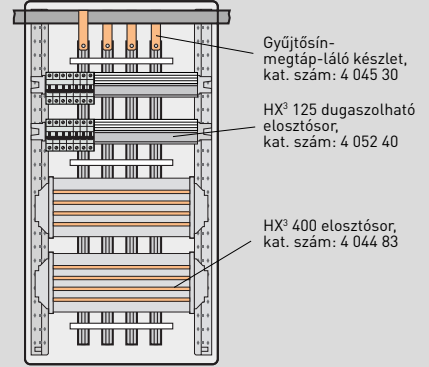 Gyűjtősín-
megtáp-láló készlet,
kat. szám: 4 045 30
HX³ 125 dugaszolható
elosztósor,
kat. szám: 4 052 40
HX³ 400 elosztósor,
kat. szám: 4 044 83